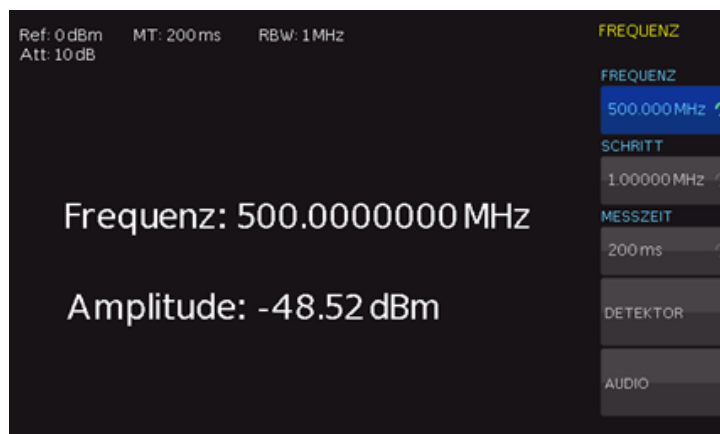 Ref: 0 dBm MT: 200 ms RBW: 1 MHz
Att: 10 dB
Frequenz: 500.0000000 MHz
Amplitude: -48.52 dBm
FREQUENZ
FREQUENZ
500.000 MHz
SCHRITT
1.00000 MHz
MESSZEIT
200 ms
DETEKTOR
AUDIO